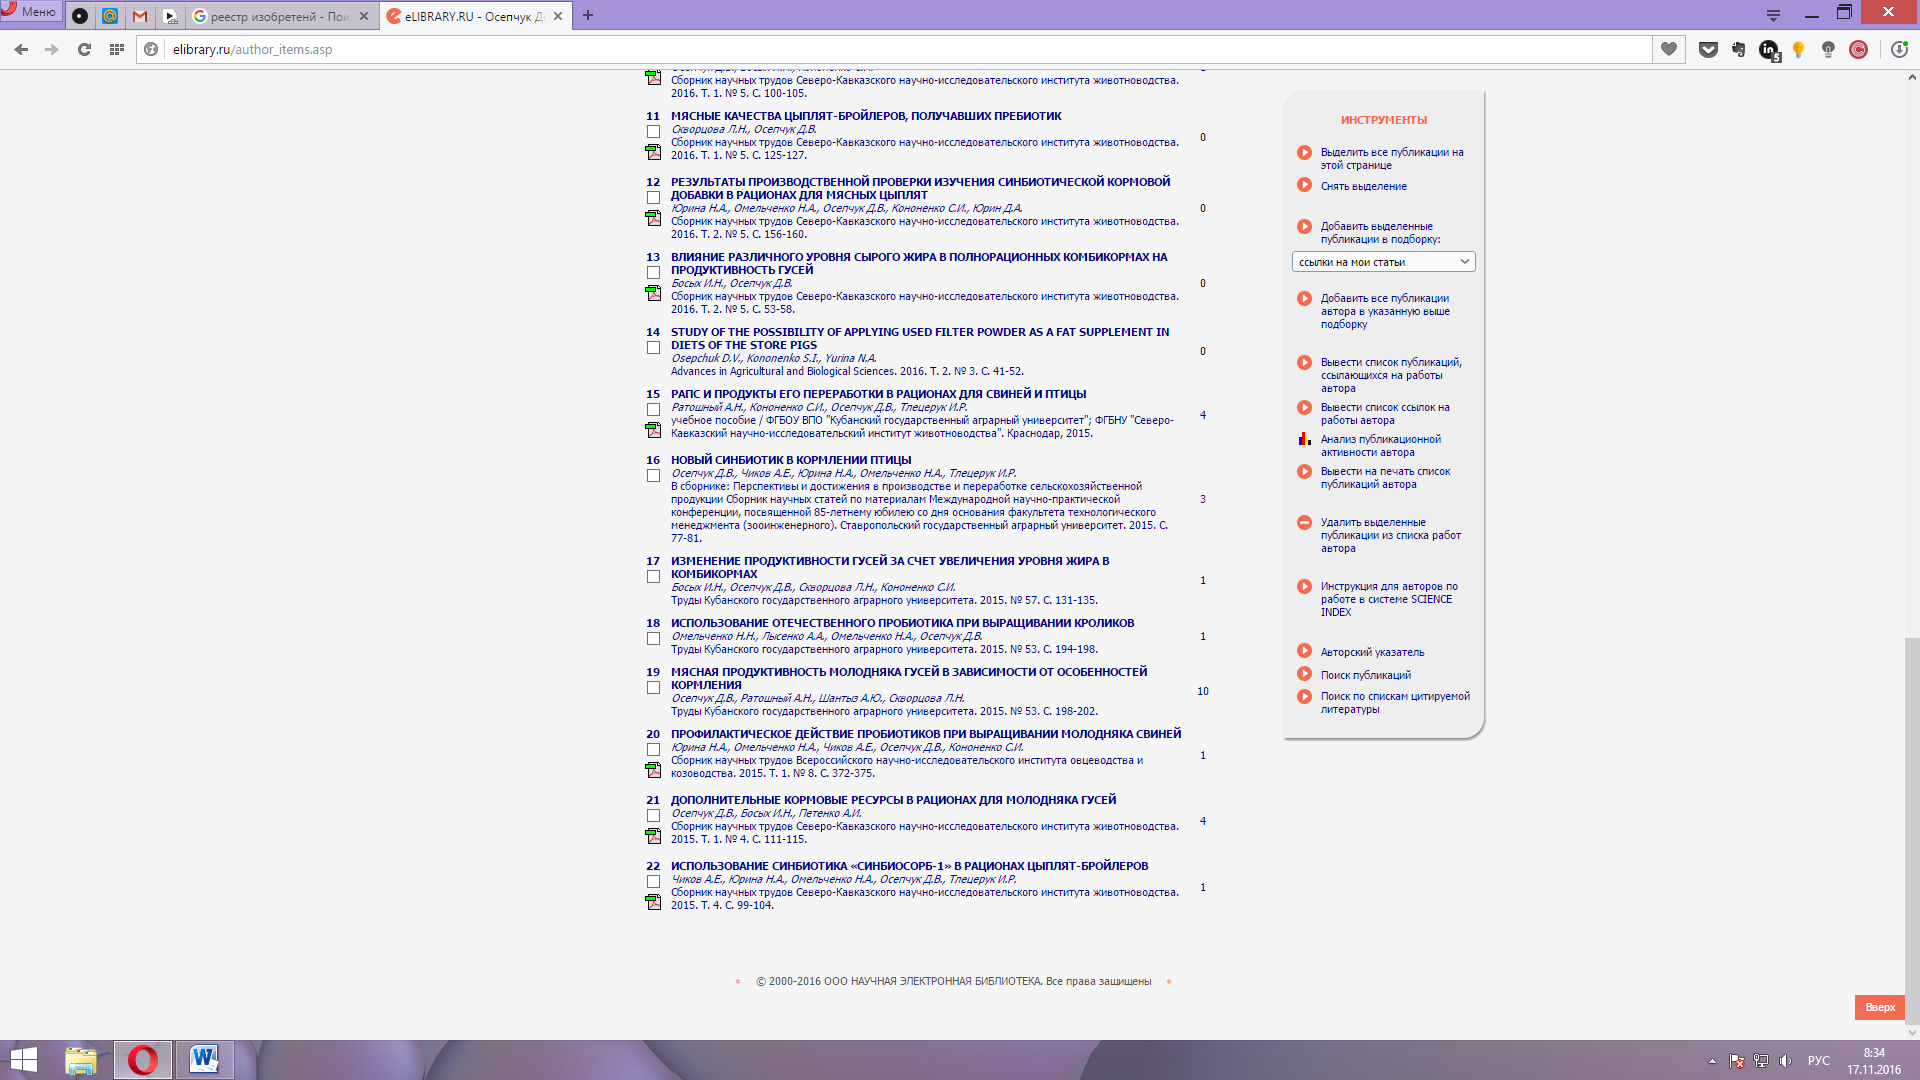 Меню
реестр изобретенй - Пои
eLIBRARY.RU - Осепчук Д
elibrary.ru/author_items.asp
5
Сборник научных трудов Северо-Кавказского научно-исследовательского института животноводства.
2016. Т. 1. № 5. С. 100-105.
11 МЯСНЫЕ КАЧЕСТВА ЦЫПЛЯТ-БРОЙЛЕРОВ, ПОЛУЧАВШИХ ПРЕБИОТИК
Скворцова Л.Н., Осепчук Д.В.
Сборник научных трудов Северо-Кавказского научно-исследовательского института животноводства.
2016. Т. 1. № 5. С. 125-127.
0
12 РЕЗУЛЬТАТЫ ПРОИЗВОДСТВЕННОЙ ПРОВЕРКИ ИЗУЧЕНИЯ СИНБИОТИЧЕСКОЙ КОРМОВОЙ
ДОБАВКИ В РАЦИОНАХ ДЛЯ МЯСНЫХ ЦЫПЛЯТ
Юрина Н.А., Омельченко Н.А., Осепчук Д.В., Кононенко С.И., Юрин Д.А.
Сборник научных трудов Северо-Кавказского научно-исследовательского института животноводства.
2016. Т. 2. № 5. С. 156-160.
0
13 ВЛИЯНИЕ РАЗЛИЧНОГО УРОВНЯ СЫРОГО ЖИРА В ПОЛНОРАЦИОННЫХ КОМБИКОРМАХ НА
ПРОДУКТИВНОСТЬ ГУСЕЙ
Босых И.Н., Осепчук Д.В.
Сборник научных трудов Северо-Кавказского научно-исследовательского института животноводства.
2016. Т. 2. № 5. С. 53-58.
0
14 STUDY OF THE POSSIBILITY OF APPLYING USED FILTER POWDER AS A FAT SUPPLEMENT IN
DIETS OF THE STORE PIGS
Osepchuk D.V., Kononenko S.I., Yurina N.A.
Advances in Agricultural and Biological Sciences. 2016. Т. 2. № 3. С. 41-52.
0
15 РАПС И ПРОДУКТЫ ЕГО ПЕРЕРАБОТКИ В РАЦИОНАХ ДЛЯ СВИНЕЙ И ПТИЦЫ
Ратошный А.Н., Кононенко С.И., Осепчук Д.В., Тлецерук И.Р.
учебное пособие / ФГБОУ ВПО "Кубанский государственный аграрный университет"; ФГБНУ "Северо-
Кавказский научно-исследовательский институт животноводства". Краснодар, 2015.
4
16 НОВЫЙ СИНБИОТИК В КОРМЛЕНИИ ПТИЦЫ
Осепчук Д.В., Чиков А.Е., Юрина Н.А., Омельченко Н.А., Тлецерук И.Р.
В сборнике: Перспективы и достижения в производстве и переработке сельскохозяйственной
продукции Сборник научных статей по материалам Международной научно-практической
конференции, посвященной 85-летнему юбилею со дня основания факультета технологического
менеджмента (зооинженерного). Ставропольский государственный аграрный университет. 2015. С.
77-81.
3
17 ИЗМЕНЕНИЕ ПРОДУКТИВНОСТИ ГУСЕЙ ЗА СЧЕТ УВЕЛИЧЕНИЯ УРОВНЯ ЖИРА В
КОМБИКОРМАХ
Босых И.Н., Осепчук Д.В., Скворцова Л.Н., Кононенко С.И.
Труды Кубанского государственного аграрного университета. 2015. № 57. С. 131-135.
1
18 ИСПОЛЬЗОВАНИЕ ОТЕЧЕСТВЕННОГО ПРОБИОТИКА ПРИ ВЫРАЩИВАНИИ КРОЛИКОВ
Омельченко Н.Н., Лысенко А.А., Омельченко Н.А., Осепчук Д.В.
Труды Кубанского государственного аграрного университета. 2015. № 53. С. 194-198.
1
19 МЯСНАЯ ПРОДУКТИВНОСТЬ МОЛОДНЯКА ГУСЕЙ В ЗАВИСИМОСТИ ОТ ОСОБЕННОСТЕЙ
КОРМЛЕНИЯ
Осепчук Д.В., Ратошный А.Н., Шантыз А.Ю., Скворцова Л.Н.
Труды Кубанского государственного аграрного университета. 2015. № 53. С. 198-202.
10
20 ПРОФИЛАКТИЧЕСКОЕ ДЕЙСТВИЕ ПРОБИОТИКОВ ПРИ ВЫРАЩИВАНИИ МОЛОДНЯКА СВИНЕЙ
Юрина Н.А., Омельченко Н.А., Чиков А.Е., Осепчук Д.В., Кононенко С.И.
Сборник научных трудов Всероссийского научно-исследовательского института овцеводства и
козоводства. 2015. Т. 1. № 8. С. 372-375.
1
21 ДОПОЛНИТЕЛЬНЫЕ КОРМОВЫЕ РЕСУРСЫ В РАЦИОНАХ ДЛЯ МОЛОДНЯКА ГУСЕЙ
Осепчук Д.В., Босых И.Н., Петенко А.И.
Сборник научных трудов Северо-Кавказского научно-исследовательского института животноводства.
2015. Т. 1. № 4. С. 111-115.
4
22 ИСПОЛЬЗОВАНИЕ СИНБИОТИКА «СИНБИОСОРБ-1» В РАЦИОНАХ ЦЫПЛЯТ-БРОЙЛЕРОВ
Чиков А.Е., Юрина Н.А., Омельченко Н.А., Осепчук Д.В., Тлецерук И.Р.
Сборник научных трудов Северо-Кавказского научно-исследовательского института животноводства.
2015. Т. 4. С. 99-104.
1
ИНСТРУМЕНТЫ
Выделить все публикации на
этой странице
Снять выделение
Добавить выделенные
публикации в подборку:
ссылки на мои статьи
Добавить все публикации
автора в указанную выше
подборку
Вывести список публикаций,
ссылающихся на работы
автора
Вывести список ссылок на
работы автора
Анализ публикационной
активности автора
Вывести на печать список
публикаций автора
Удалить выделенные
публикации из списка работ
автора
Инструкция для авторов по
работе в системе SCIENCE
INDEX
Авторский указатель
Поиск публикаций
Поиск по спискам цитируемой
литературы
* © 2000-2016 ООО НАУЧНАЯ ЭЛЕКТРОННАЯ БИБЛИОТЕКА. Все права защищены *
Вверх
РУС
8:34
17.11.2016